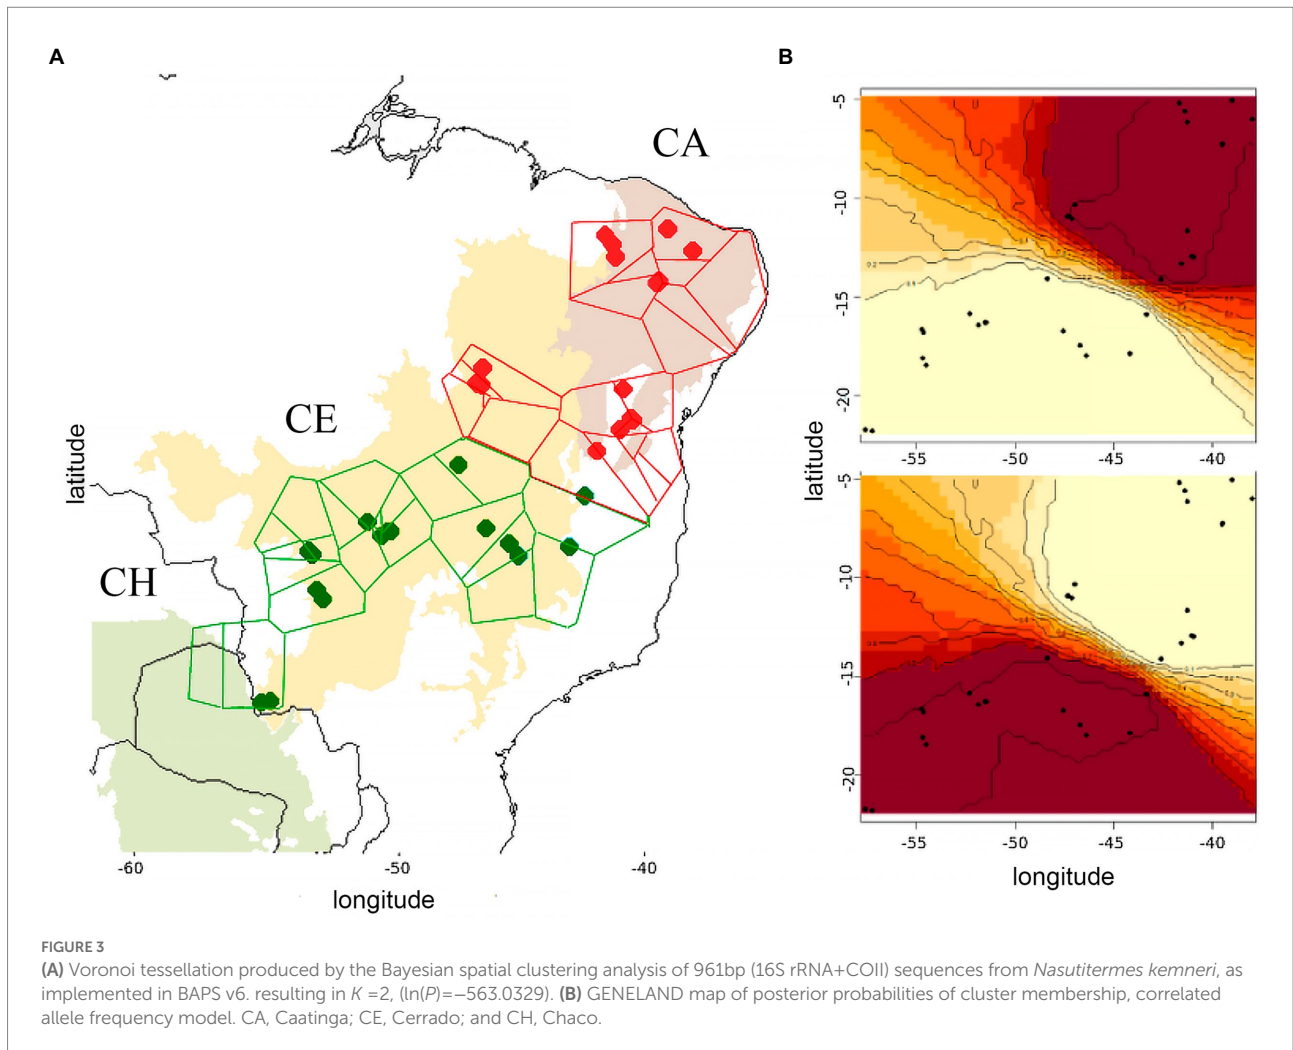 A
B
CA
CE
CH
latitude
-60
-50
-40
longitude
-5
-10
-15
-20
-55
-50
-45
-40
latitude
-5
-10
-15
-20
-55
-50
-45
-40
longitude
FIGURE 3
(A) Voronoi tessellation produced by the Bayesian spatial clustering analysis of 961bp (16S rRNA+COII) sequences from Nasutitermes kemneri, as
implemented in BAPS v6. resulting in K =2, (ln(P)=−563.0329). (B) GENELAND map of posterior probabilities of cluster membership, correlated
allele frequency model. CA, Caatinga; CE, Cerrado; and CH, Chaco.